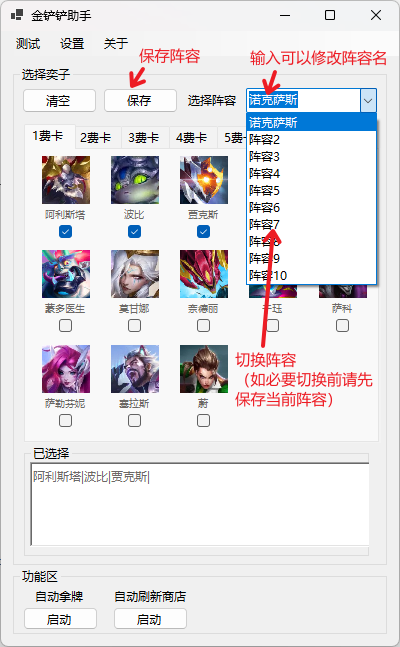 金铲铲助手
测试 设置 关于
保存阵容
输入可以修改阵容名
选择奕子
清空 保存 选择阵容 诺克萨斯
诺克萨斯
阵容2
阵容3
阵容4
阵容5
阵容6
阵容7
阵容8
阵容9
阵容10
1费卡 2费卡 3费卡 4费卡 5费
阿利斯塔 波比 贾克斯
蒙多医生 莫甘娜 奈德丽 卡珏 萨科
萨勒芬妮 塞拉斯 蔚
切换阵容
（如必要切换前请先
保存当前阵容）
已选择
阿利斯塔|波比|贾克斯|
功能区
自动拿牌 自动刷新商店
启动 启动